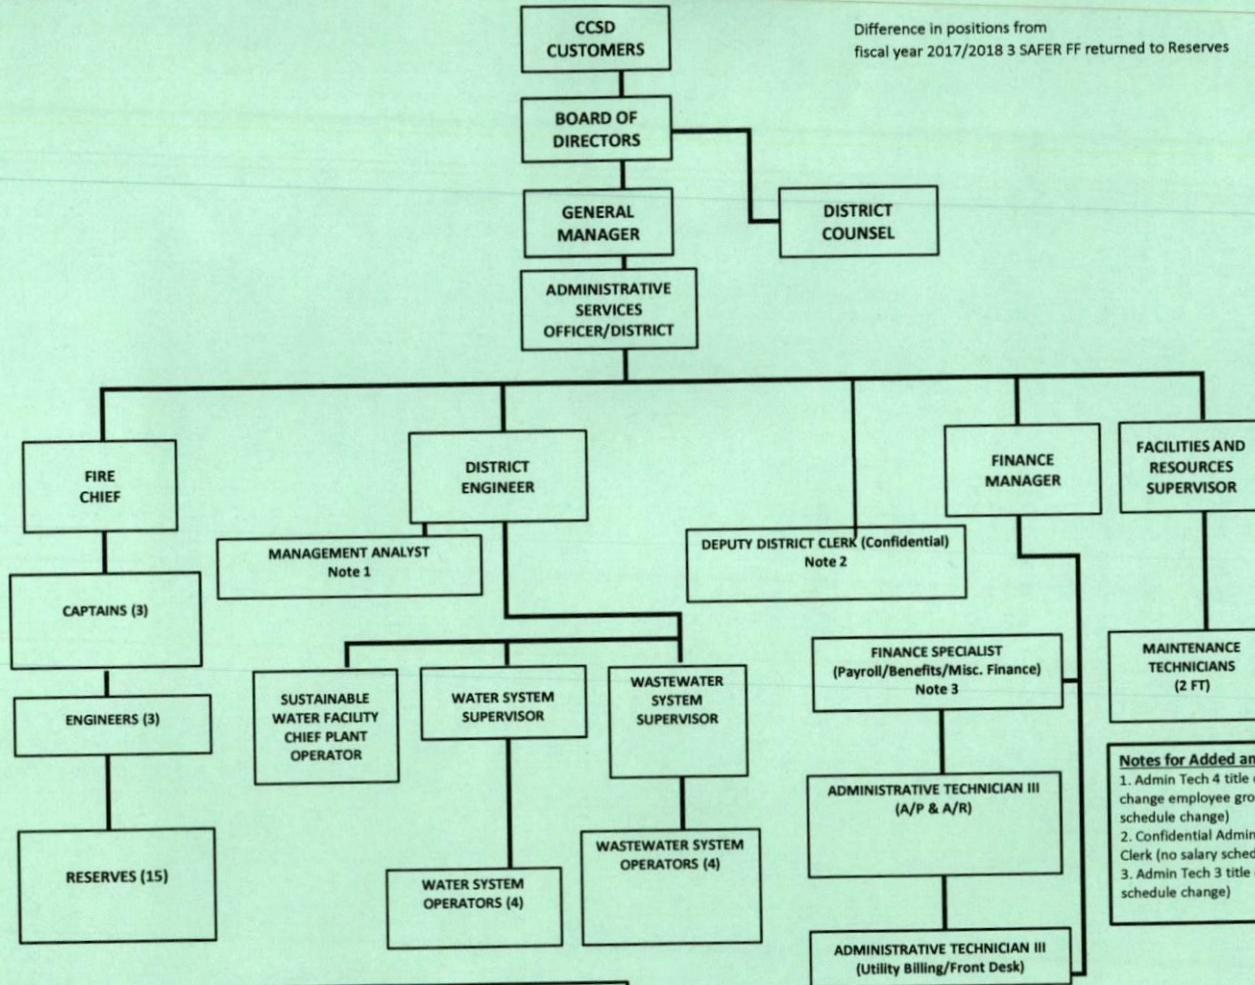 CCSD
CUSTOMERS
Difference in positions from
fiscal year 2017/2018 3 SAFER FF returned to Reserves
BOARD OF
DIRECTORS
GENERAL
MANAGER
DISTRICT
COUNSEL
ADMINISTRATIVE
SERVICES
OFFICER/DISTRICT
FIRE
CHIEF
DISTRICT
ENGINEER
FINANCE
MANAGER
FACILITIES AND
RESOURCES
SUPERVISOR
MANAGEMENT ANALYST
Note 1
DEPUTY DISTRICT CLERK (Confidential)
Note 2
CAPTAINS (3)
ENGINEERS (3)
RESERVES (15)
SUSTAINABLE
WATER FACILITY
CHIEF PLANT
OPERATOR
WATER SYSTEM
SUPERVISOR
WASTEWATER
SYSTEM
SUPERVISOR
WATER SYSTEM
OPERATORS (4)
WASTEWATER SYSTEM
OPERATORS (4)
FINANCE SPECIALIST
(Payroll/Benefits/Misc. Finance)
Note 3
ADMINISTRATIVE TECHNICIAN III
(A/P & A/R)
ADMINISTRATIVE TECHNICIAN III
(Utility Billing/Front Desk)
MAINTENANCE
TECHNICIANS
(2 FT)
Notes for Added
1. Admin Tech 4 title
change employee
schedule change)
2. Confidential Admin
Clerk (no salary
3. Admin Tech 3 title
schedule change)